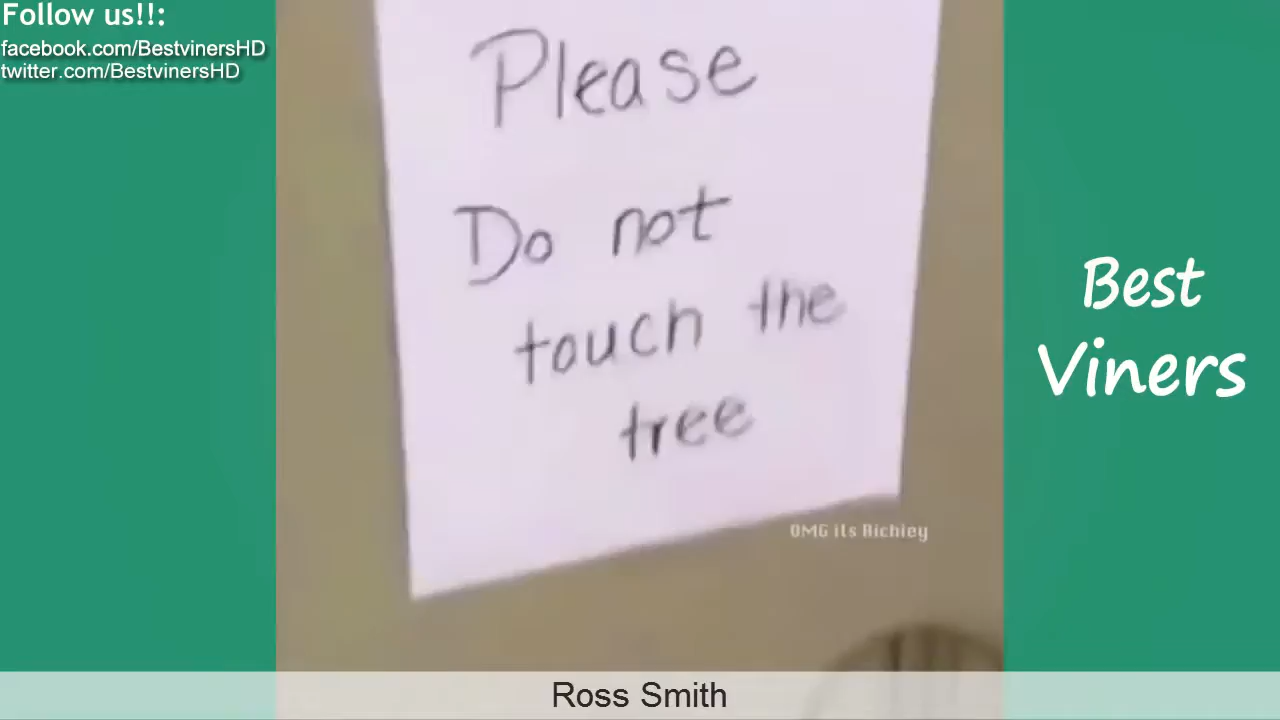 Follow us!!:
facebook.com/BestvinersHD
twitter.com/BestvinersHD
Please
Do not
touch the
tree
OMG its Richiey
Best
Viners
Ross Smith